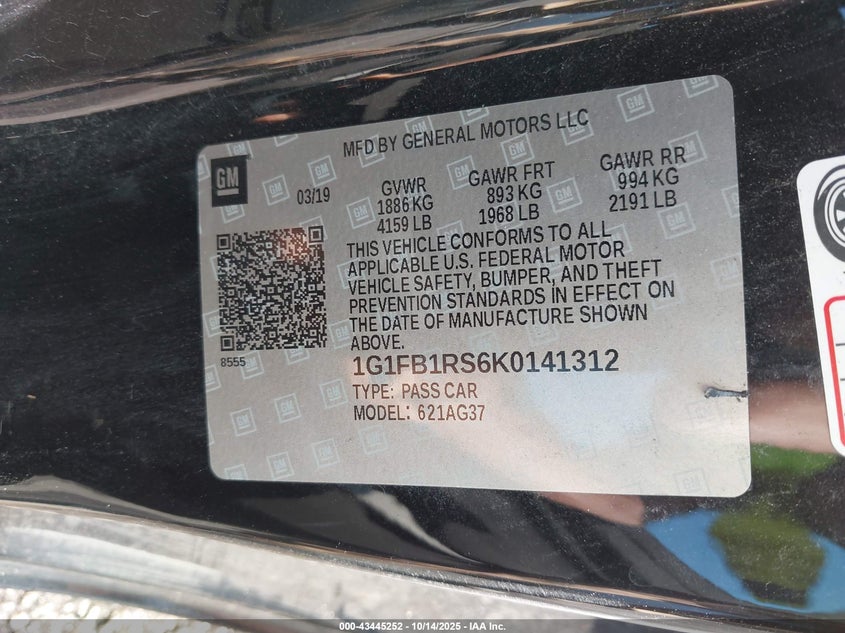 MFD BY GENERAL MOTORS LLC
GM
03/19
GVWR
1886 KG
4159 LB
GAWR FRT
893 KG
1968 LB
GAWR RR
994 KG
2191 LB
THIS VEHICLE CONFORMS TO ALL
APPLICABLE U.S. FEDERAL MOTOR
VEHICLE SAFETY, BUMPER, AND THEFT
PREVENTION STANDARDS IN EFFECT ON
THE DATE OF MANUFACTURE SHOWN
ABOVE.
8555
1G1FB1RS6K0141312
TYPE: PASS CAR
MODEL: 621AG37
000-43445252 - 10/14/2025 - IAA Inc.